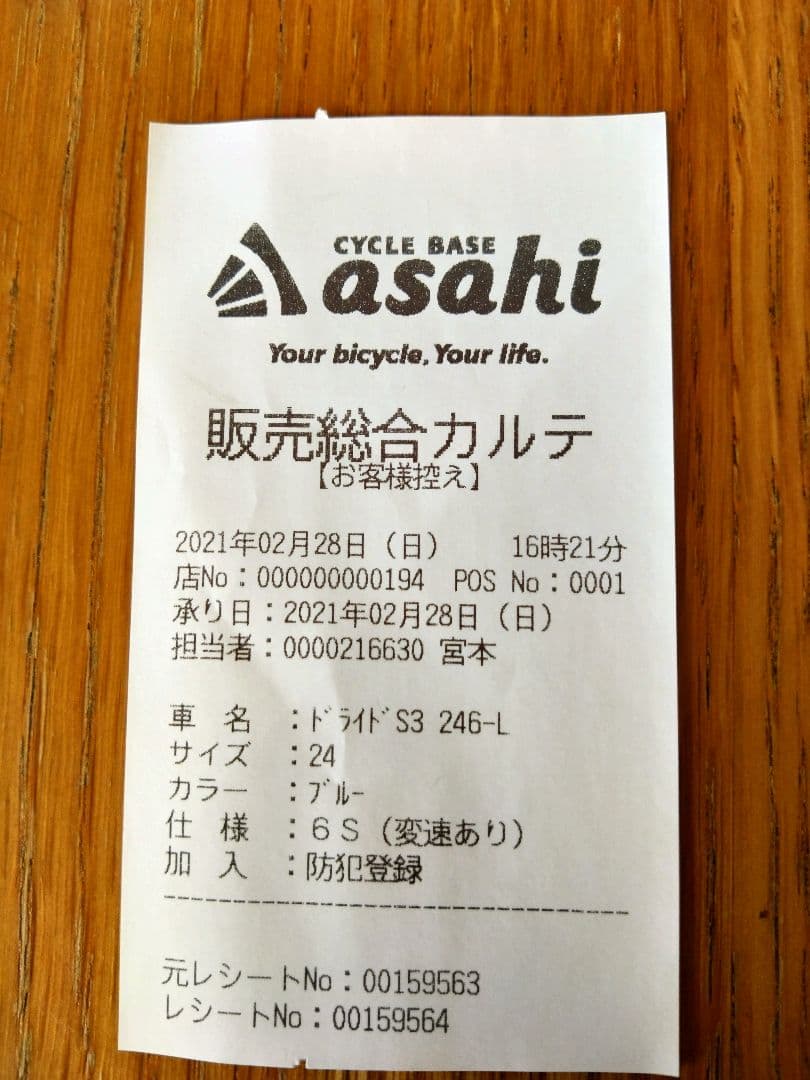 CYCLE BASE
asahi
Your bicycle, Your life.
販売総合カルテ
【お客様控え】
2021年02月28日（日） 16時21分
店No：000000000194 POS No：0001
承り日：2021年02月28日（日）
担当者：0000216630 宮本
車 名 ：ﾄﾞﾗｲﾄﾞS3 246-L
サイズ ：24
カラー ：ﾌﾞﾙｰ
仕 様 ：６Ｓ（変速あり）
加 入 ：防犯登録
元レシートNo：00159563
レシートNo：00159564